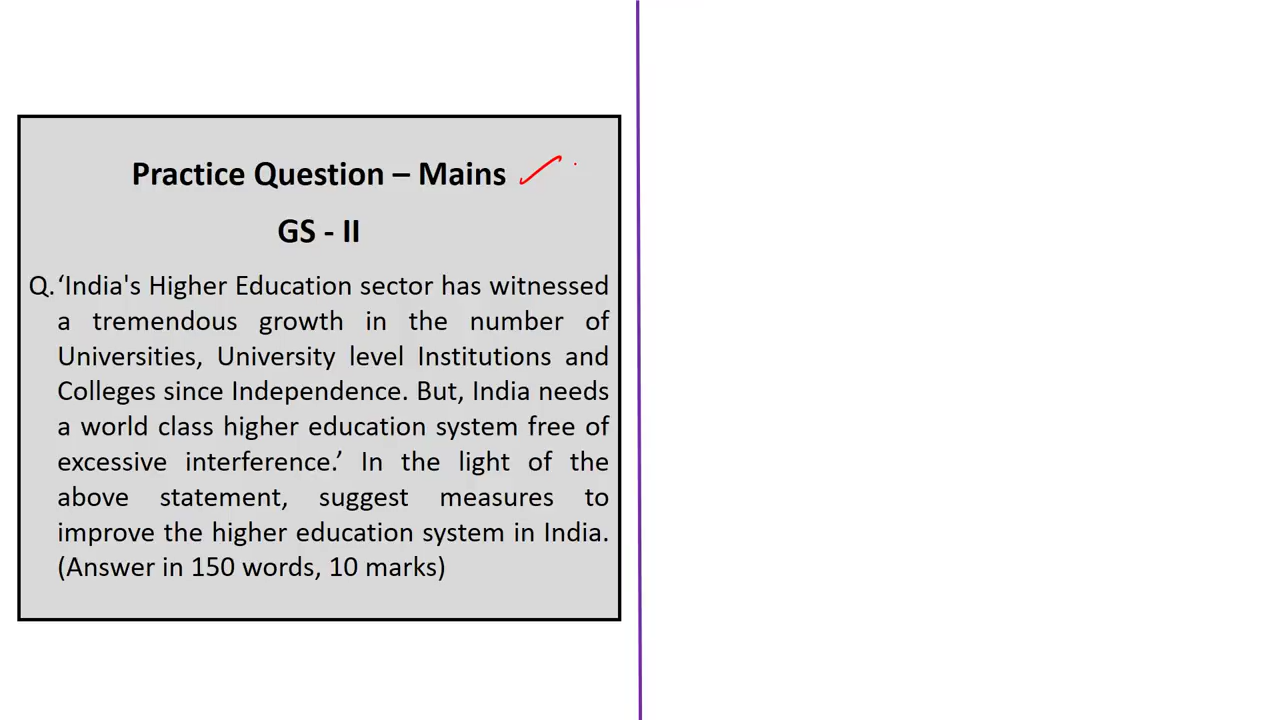 Practice Question – Mains
GS - II
Q. ‘India's Higher Education sector has witnessed
a tremendous growth in the number of
Universities, University level Institutions and
Colleges since Independence. But, India needs
a world class higher education system free of
excessive interference.’ In the light of the
above statement, suggest measures to
improve the higher education system in India.
(Answer in 150 words, 10 marks)